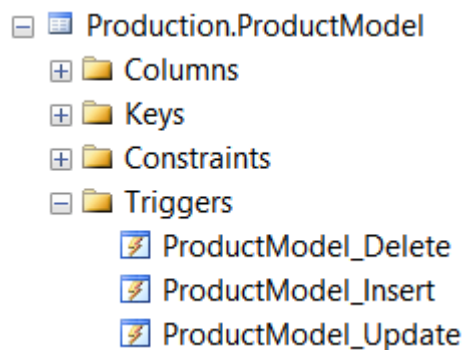 Production.ProductModel
Columns
Keys
Constraints
Triggers
ProductModel_Delete
ProductModel_Insert
ProductModel_Update